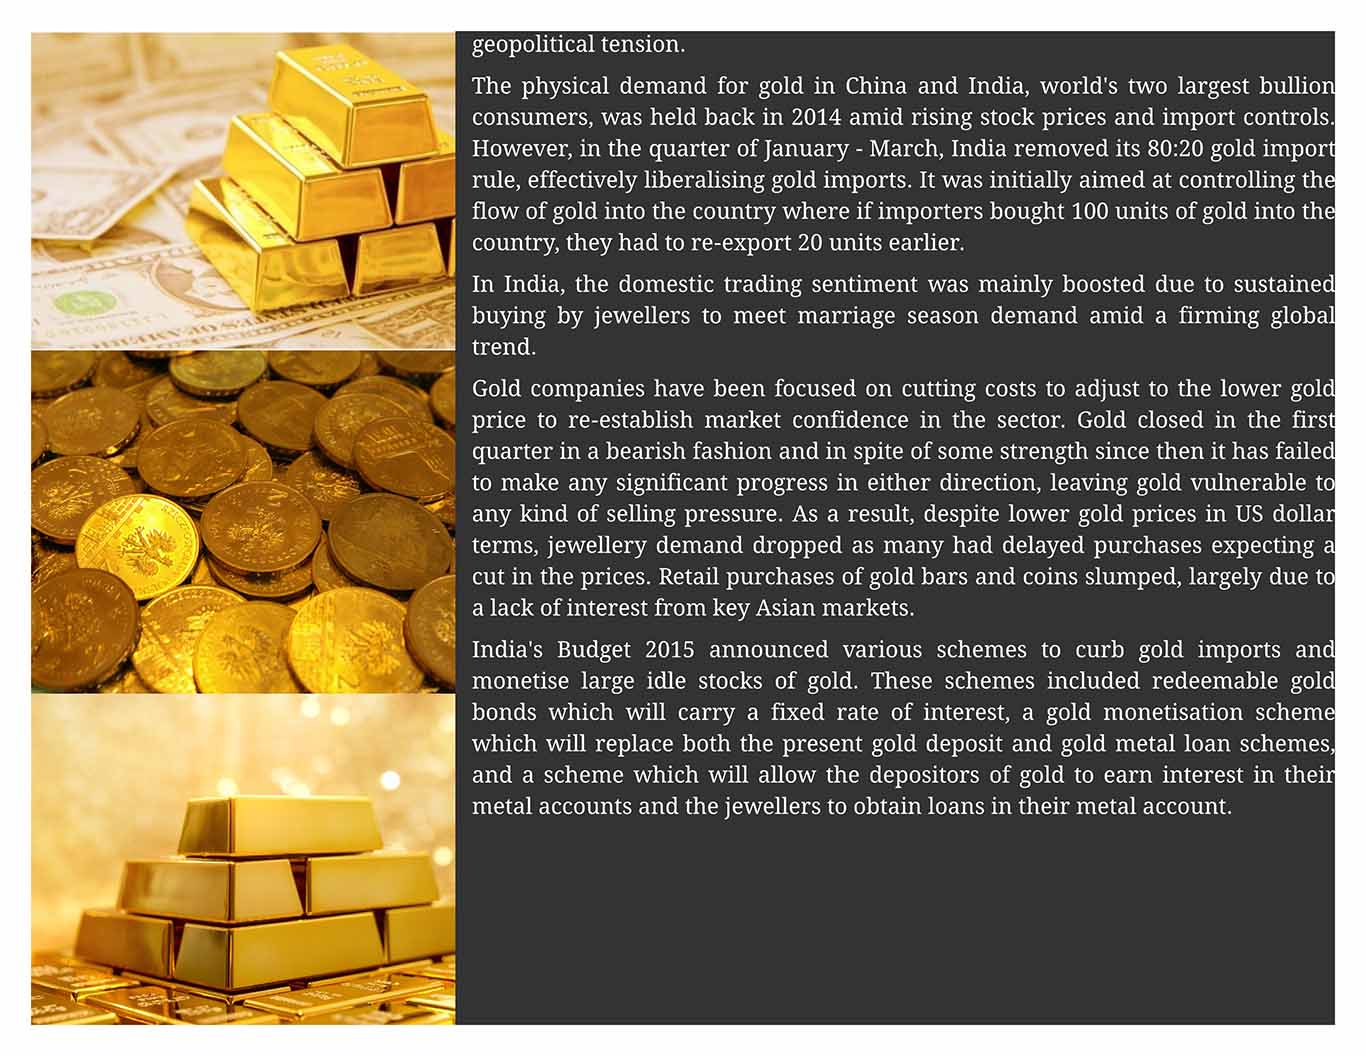 geopolitical tension.
The physical demand for gold in China and India, world's two largest bullion
consumers, was held back in 2014 amid rising stock prices and import controls.
However, in the quarter of January - March, India removed its 80:20 gold import
rule, effectively liberalising gold imports. It was initially aimed at controlling the
flow of gold into the country where if importers bought 100 units of gold into the
country, they had to re-export 20 units earlier.
In India, the domestic trading sentiment was mainly boosted due to sustained
buying by jewellers to meet marriage season demand amid a firming global
trend.
Gold companies have been focused on cutting costs to adjust to the lower gold
price to re-establish market confidence in the sector. Gold closed in the first
quarter in a bearish fashion and in spite of some strength since then it has failed
to make any significant progress in either direction, leaving gold vulnerable to
any kind of selling pressure. As a result, despite lower gold prices in US dollar
terms, jewellery demand dropped as many had delayed purchases expecting a
cut in the prices. Retail purchases of gold bars and coins slumped, largely due to
a lack of interest from key Asian markets.
India's Budget 2015 announced various schemes to curb gold imports and
monetise large idle stocks of gold. These schemes included redeemable gold
bonds which will carry a fixed rate of interest, a gold monetisation scheme
which will replace both the present gold deposit and gold metal loan schemes,
and a scheme which will allow the depositors of gold to earn interest in their
metal accounts and the jewellers to obtain loans in their metal account.